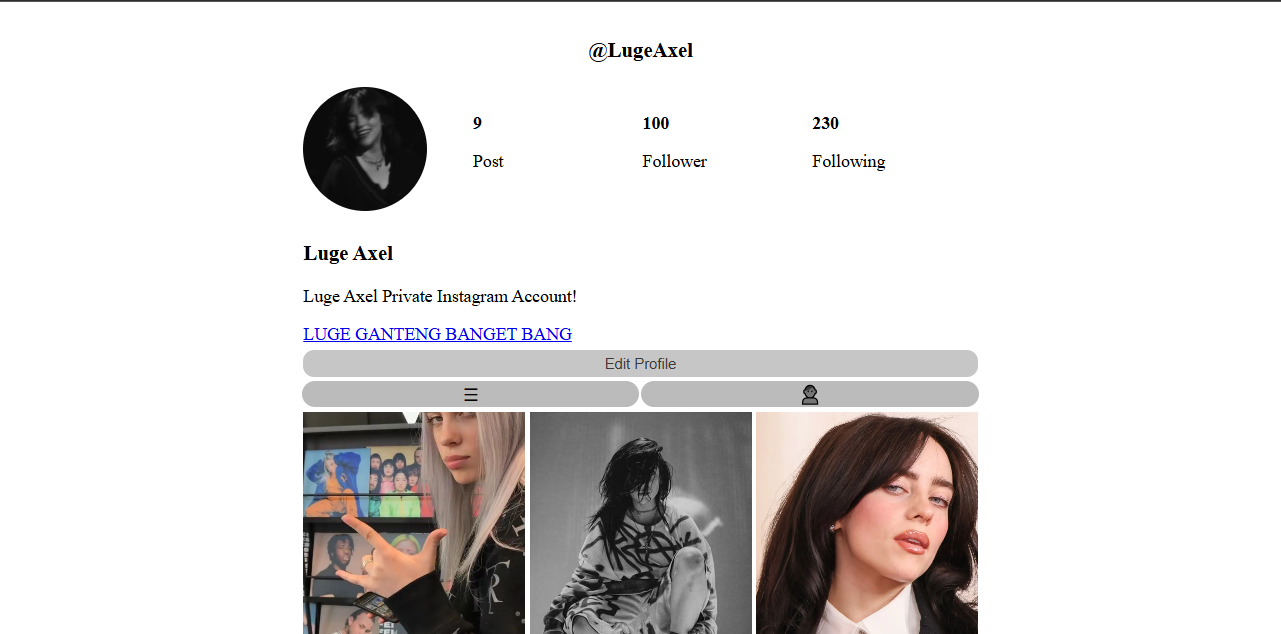 @LugeAxel
9 100 230
Post Follower Following
Luge Axel
Luge Axel Private Instagram Account!
LUGE GANTENG BANGET BANG
Edit Profile